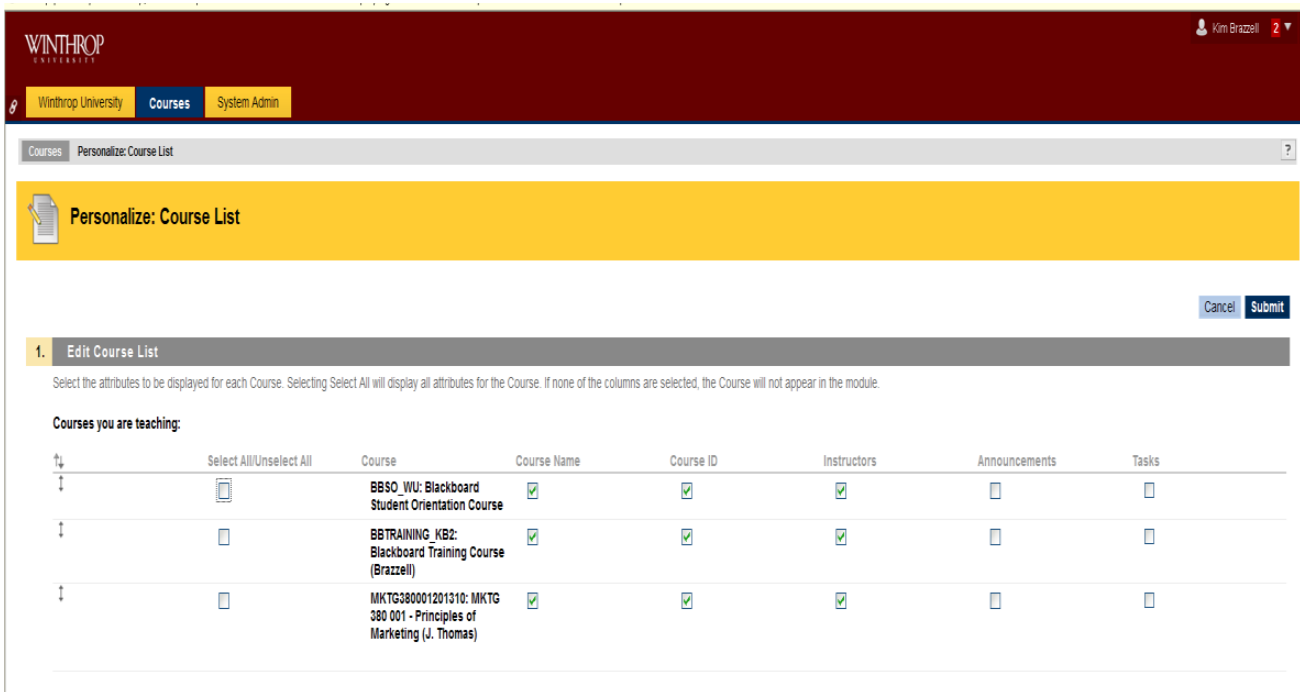 Kim Brazzell 2
WINTHROP
UNIVERSITY
Winthrop University Courses System Admin
Courses Personalize: Course List ?
Personalize: Course List
Cancel Submit
1. Edit Course List
Select the attributes to be displayed for each Course. Selecting Select All will display all attributes for the Course. If none of the columns are selected, the Course will not appear in the module.
Courses you are teaching:
Select All/Unselect All Course Course Name Course ID Instructors Announcements Tasks
BBSO_WU: Blackboard
Student Orientation Course
BBTRAINING_KB2:
Blackboard Training Course
(Brazzell)
MKTG380001201310: MKTG
380 001 - Principles of
Marketing (J. Thomas)